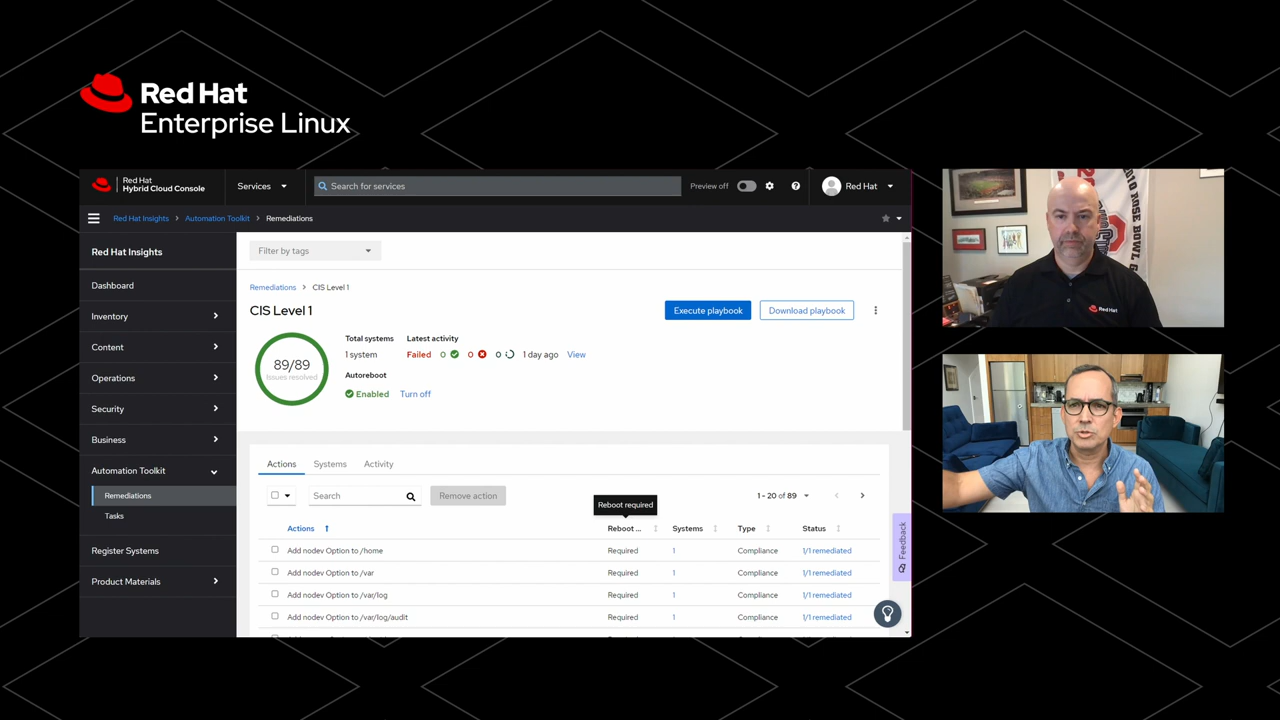 Red Hat
Enterprise Linux
Red Hat
Hybrid Cloud Console
Services
Search for services
Preview off
Red Hat
Red Hat Insights > Automation Toolkit > Remediations
Red Hat Insights
Dashboard
Inventory
Content
Operations
Security
Business
Automation Toolkit
Remediations
Tasks
Register Systems
Product Materials
Filter by tags
Remediations > CIS Level 1
CIS Level 1
Execute playbook
Download playbook
89/89
Issues resolved
Total systems
1 system
Latest activity
Failed 0 0 0 1 day ago View
Autoreboot
Enabled Turn off
Actions Systems Activity
Search
Remove action
1 - 20 of 89
Reboot required
Actions Reboot ... Systems Type Status
Add nodev Option to /home Required 1 Compliance 1/1 remediated
Add nodev Option to /var Required 1 Compliance 1/1 remediated
Add nodev Option to /var/log Required 1 Compliance 1/1 remediated
Add nodev Option to /var/log/audit Required 1 Compliance 1/1 remediated
Feedback
2010 ROSE BOWL
Red Hat